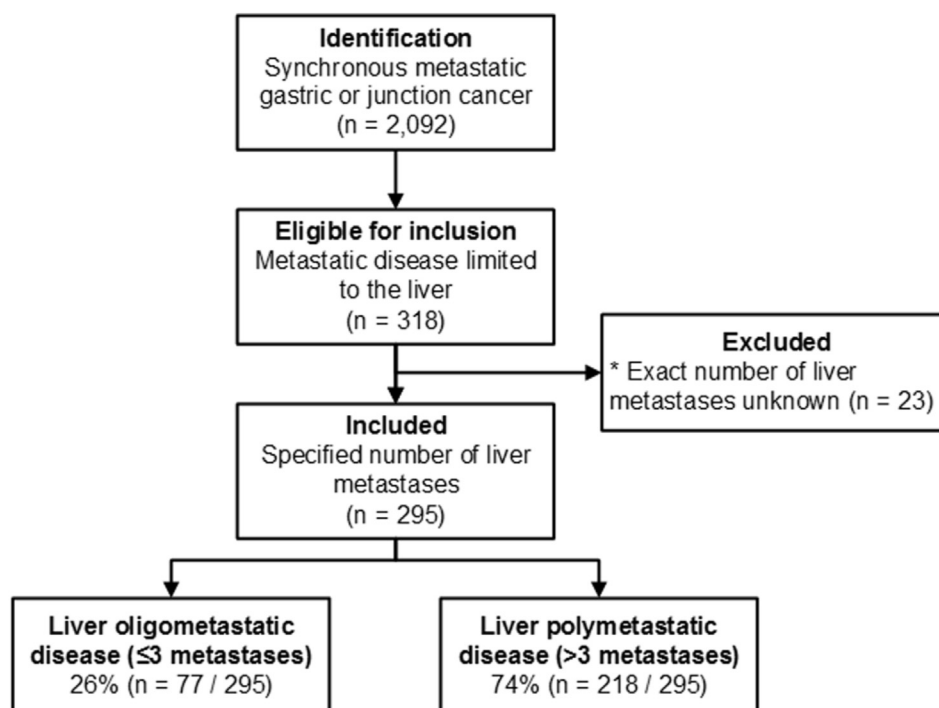 Identification
Synchronous metastatic
gastric or junction cancer
(n = 2,092)
Eligible for inclusion
Metastatic disease limited
to the liver
(n = 318)
Excluded
* Exact number of liver
metastases unknown (n = 23)
Included
Specified number of liver
metastases
(n = 295)
Liver oligometastatic
disease (≤3 metastases)
26% (n = 77 / 295)
Liver polymetastatic
disease (>3 metastases)
74% (n = 218 / 295)